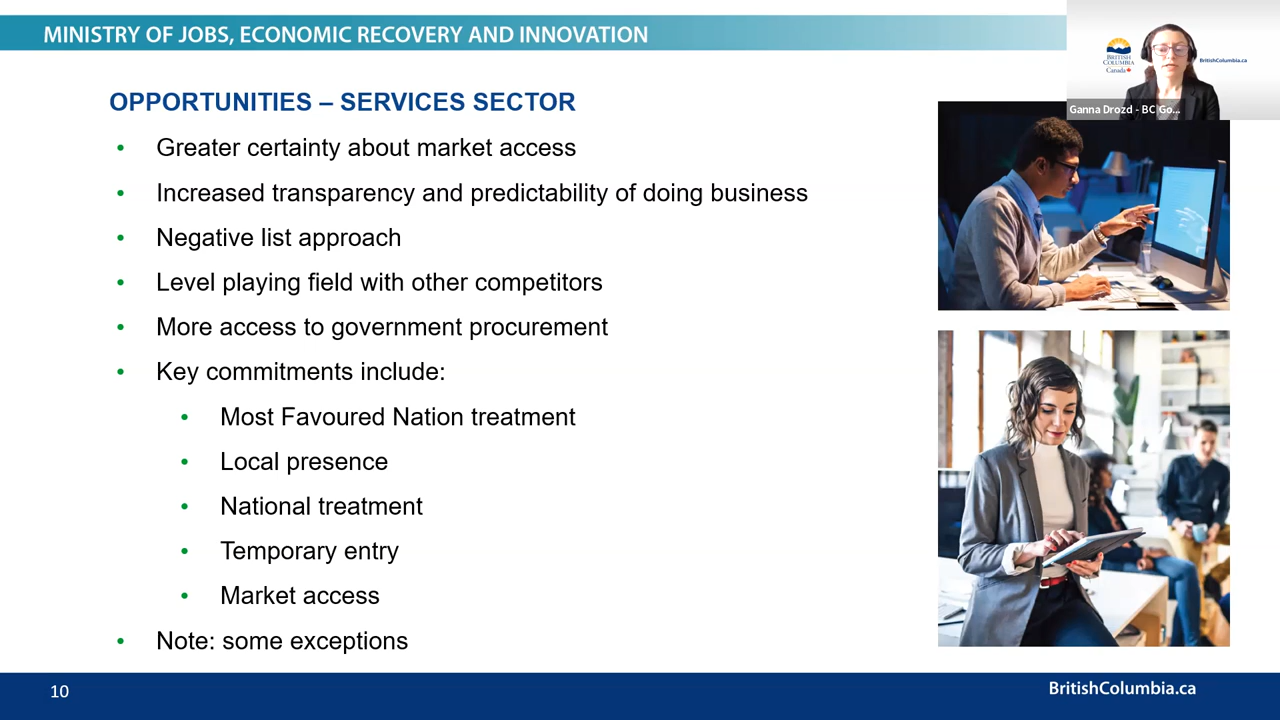 MINISTRY OF JOBS, ECONOMIC RECOVERY AND INNOVATION
BRITISH
COLUMBIA
Canada
BritishColumbia.ca
Ganna Drozd - BC Go...
OPPORTUNITIES – SERVICES SECTOR
• Greater certainty about market access
• Increased transparency and predictability of doing business
• Negative list approach
• Level playing field with other competitors
• More access to government procurement
• Key commitments include:
• Most Favoured Nation treatment
• Local presence
• National treatment
• Temporary entry
• Market access
• Note: some exceptions
10
BritishColumbia.ca